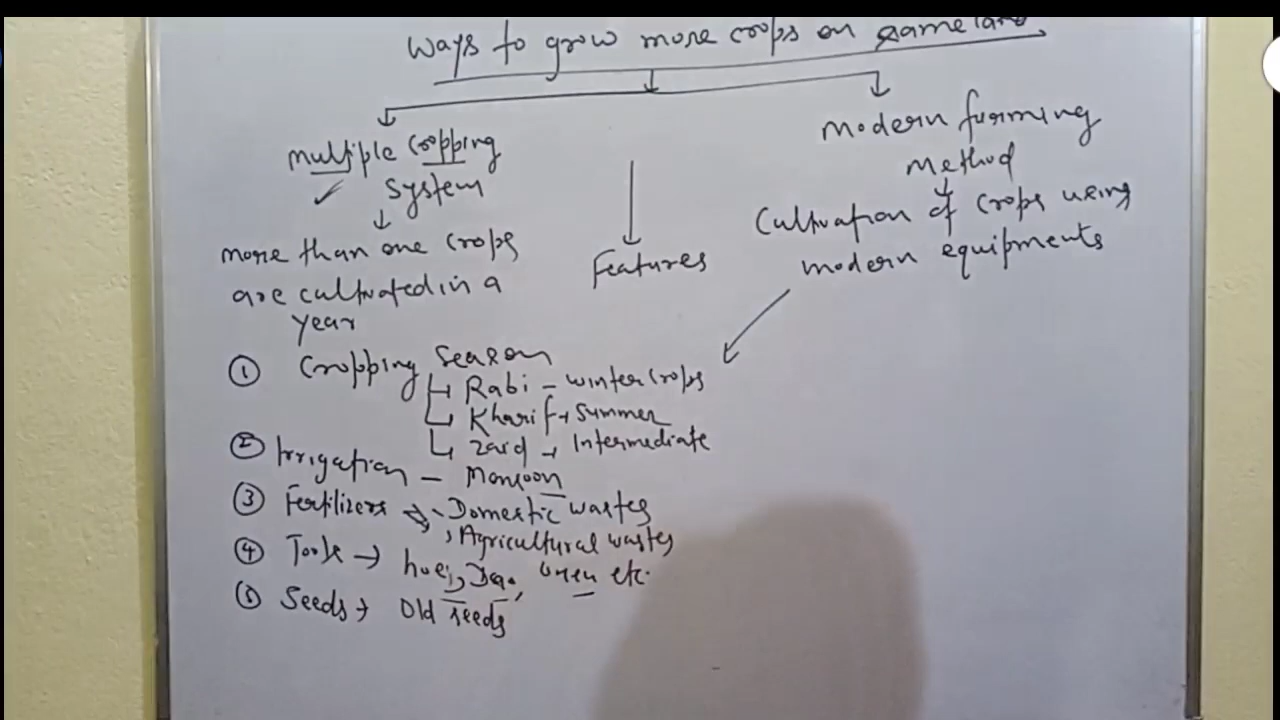 Ways to grow more crops on same land
multiple cropping
system
more than one crops
are cultivated in a
year
Features
modern farming
method
Cultivation of crops using
modern equipments
① Cropping season
Rabi - winter crops
Kharif → summer
zaid → Intermediate
② Irrigation - Monsoon
③ Fertilizers → Domestic wastes
, Agricultural wastes
④ Tools → hoe, Dao, etc.
⑤ Seeds → Old seeds